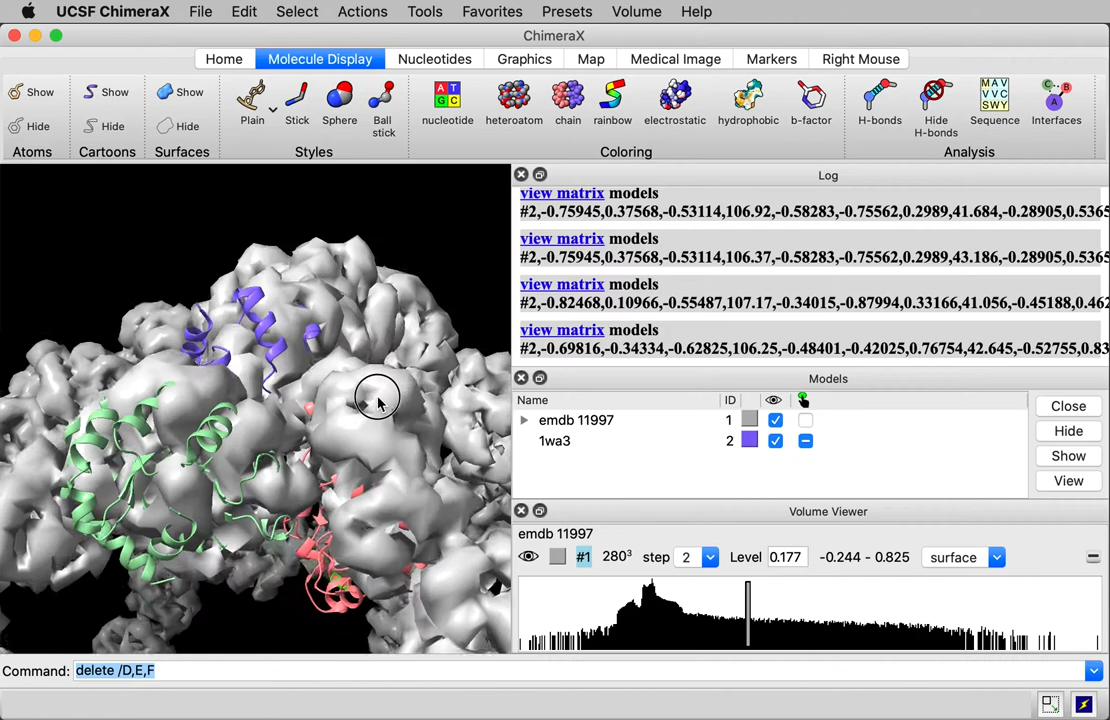 UCSF ChimeraX File Edit Select Actions Tools Favorites Presets Volume Help
ChimeraX
Home Molecule Display Nucleotides Graphics Map Medical Image Markers Right Mouse
Show Show Show
Hide Hide Hide
Plain Stick Sphere Ball stick
A T G C
nucleotide heteroatom chain rainbow electrostatic hydrophobic b-factor
M A V V V C S W Y
C B A
H-bonds Hide H-bonds Sequence Interfaces
Atoms Cartoons Surfaces Styles Coloring Analysis
Log
view matrix models
#2,-0.75945,0.37568,-0.53114,106.92,-0.58283,-0.75562,0.2989,41.684,-0.28905,0.5365
view matrix models
#2,-0.75945,0.37568,-0.53114,106.37,-0.58283,-0.75562,0.2989,43.186,-0.28905,0.5365
view matrix models
#2,-0.82468,0.10966,-0.55487,107.17,-0.34015,-0.87994,0.33166,41.056,-0.45188,0.462
view matrix models
#2,-0.69816,-0.34334,-0.62825,106.25,-0.48401,-0.42025,0.76754,42.645,-0.52755,0.83
Models
Name ID
emdb 11997 1
1wa3 2
Close
Hide
Show
View
Volume Viewer
emdb 11997
#1 280³ step 2 Level 0.177 -0.244 - 0.825 surface
Command: delete /D,E,F